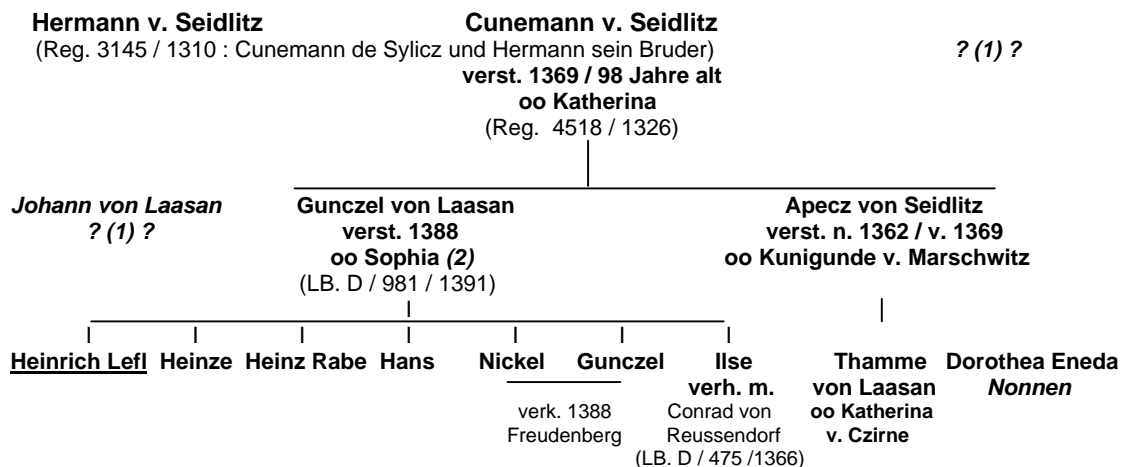 Hermann v. Seidlitz Cunemann v. Seidlitz
(Reg. 3145 / 1310 : Cunemann de Sylicz und Hermann sein Bruder) ? (1) ?
verst. 1369 / 98 Jahre alt
oo Katherina
(Reg. 4518 / 1326)
Johann von Laasan Gunczel von Laasan Apecz von Seidlitz
? (1) ? verst. 1388 verst. n. 1362 / v. 1369
oo Sophia (2) oo Kunigunde v. Marschwitz
(LB. D / 981 / 1391)
Heinrich Lefl Heinze Heinz Rabe Hans Nickel Gunczel Ilse Thamme Dorothea Eneda
verh. m. von Laasan Nonnen
verk. 1388 Conrad von oo Katherina
Freudenberg Reussendorf v. Czirne
(LB. D / 475 /1366)